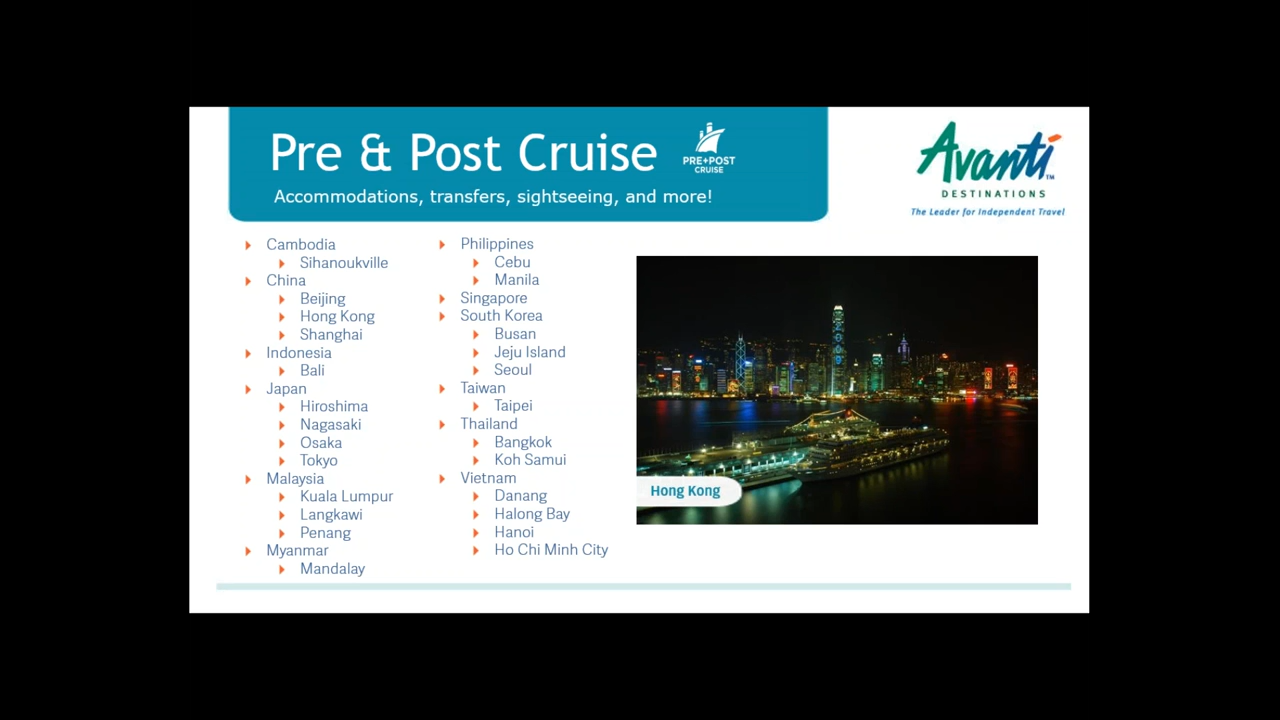 Pre & Post Cruise
PRE+POST
CRUISE
Accommodations, transfers, sightseeing, and more!
Avanti™
DESTINATIONS
The Leader for Independent Travel
Cambodia
Sihanoukville
China
Beijing
Hong Kong
Shanghai
Indonesia
Bali
Japan
Hiroshima
Nagasaki
Osaka
Tokyo
Malaysia
Kuala Lumpur
Langkawi
Penang
Myanmar
Mandalay
Philippines
Cebu
Manila
Singapore
South Korea
Busan
Jeju Island
Seoul
Taiwan
Taipei
Thailand
Bangkok
Koh Samui
Vietnam
Danang
Halong Bay
Hanoi
Ho Chi Minh City
Hong Kong